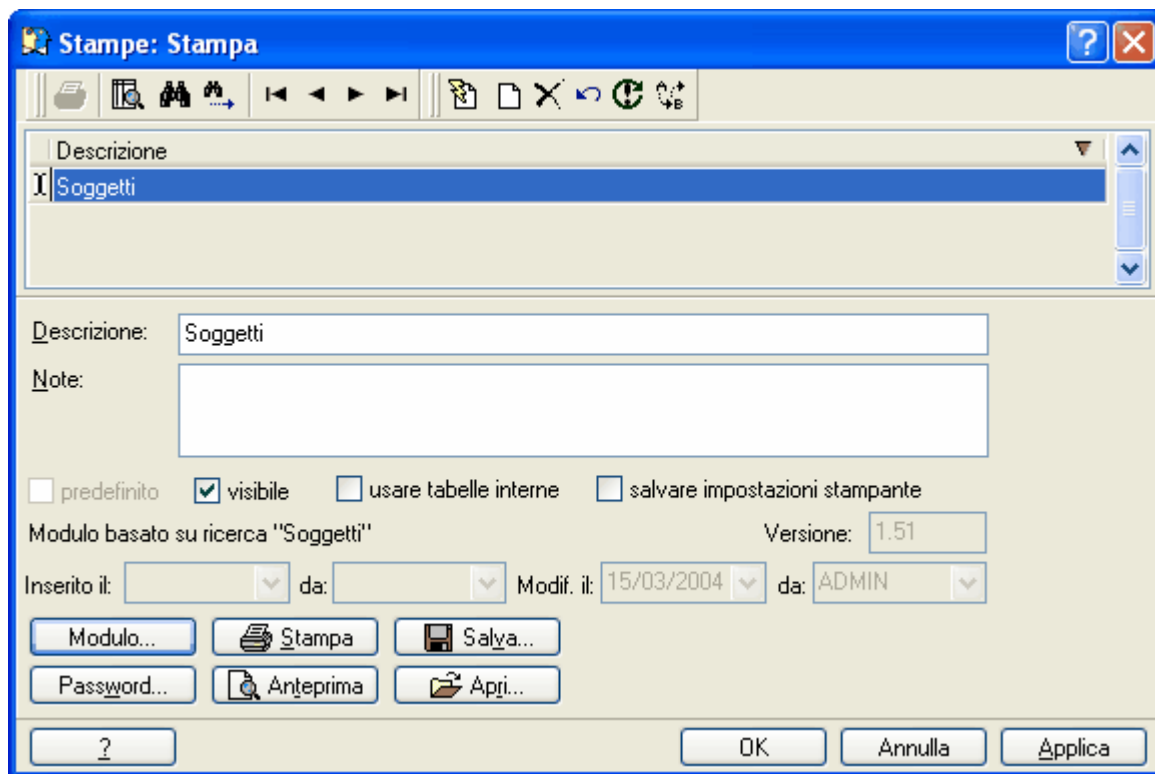 Stampe: Stampa
Descrizione
Soggetti
Descrizione: Soggetti
Note:
predefinito visibile usare tabelle interne salvare impostazioni stampante
Modulo basato su ricerca "Soggetti" Versione: 1.51
Inserito il: da: Modif. il: 15/03/2004 da: ADMIN
Modulo... Stampa Salva...
Password... Anteprima Apri...
? OK Annulla Applica